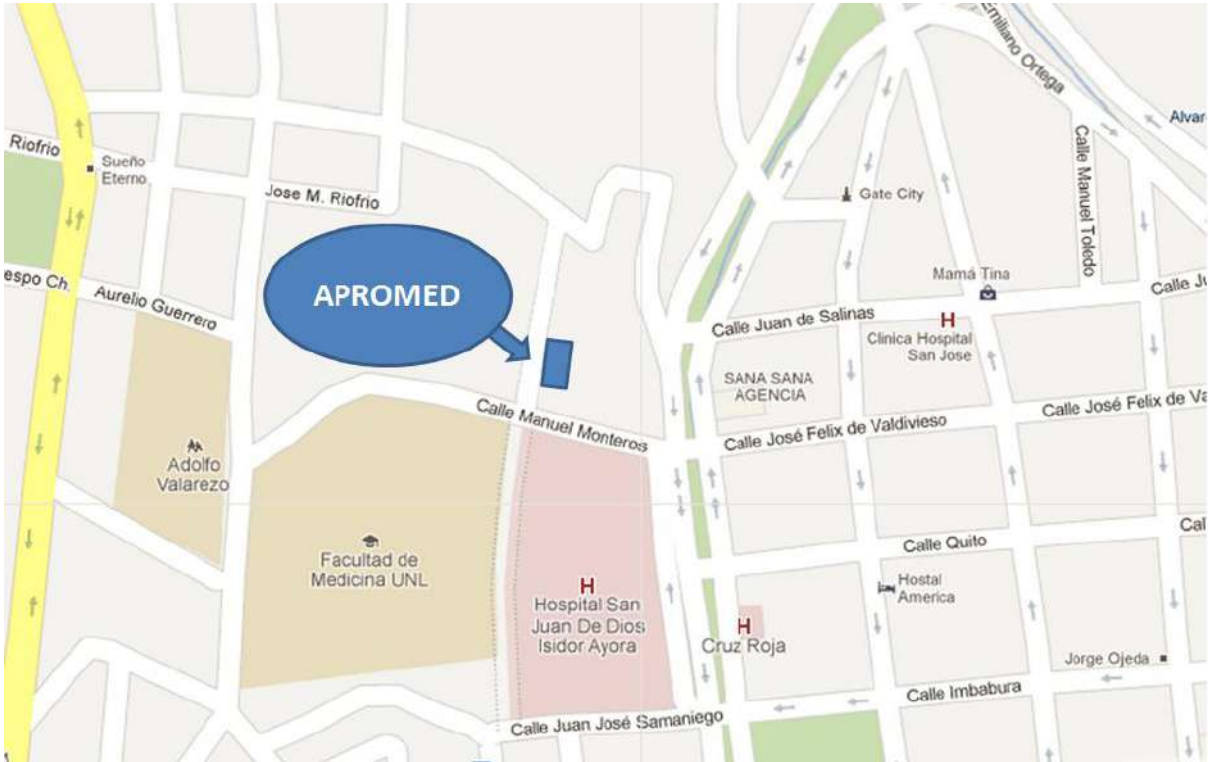 Emiliano Ortega
Alvar
Riofrio
Sueño
Eterno
Jose M. Riofrio
Calle Manuel Toledo
Gate City
espo Ch.
Aurelio Guerrero
APROMED
Mamá Tina
Calle Ju
Calle Juan de Salinas
H
Clinica Hospital
San Jose
SANA SANA
AGENCIA
Calle Manuel Monteros
Calle José Felix de Valdivieso
Calle José Felix de Va
Adolfo
Valarezo
Facultad de
Medicina UNL
Cal
Calle Quito
H
Hospital San
Juan De Dios
Isidor Ayora
Hostal
America
H
Cruz Roja
Jorge Ojeda
Calle Imbabura
Calle Juan José Samaniego